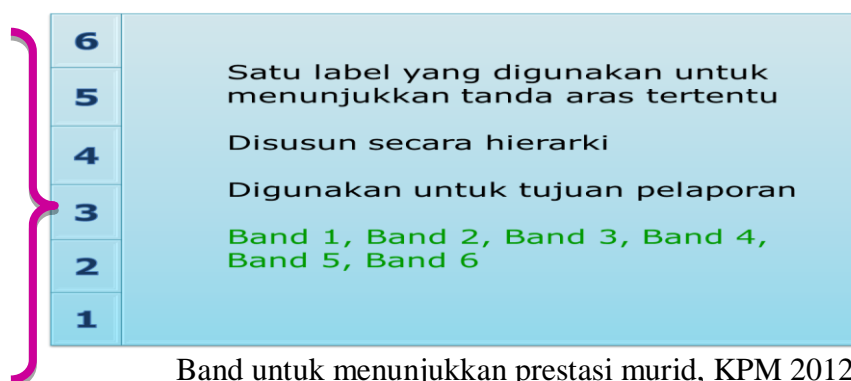 6
5
4
3
2
1
Satu label yang digunakan untuk
menunjukkan tanda aras tertentu
Disusun secara hierarki
Digunakan untuk tujuan pelaporan
Band 1, Band 2, Band 3, Band 4,
Band 5, Band 6
Band untuk menunjukkan prestasi murid, KPM 2012